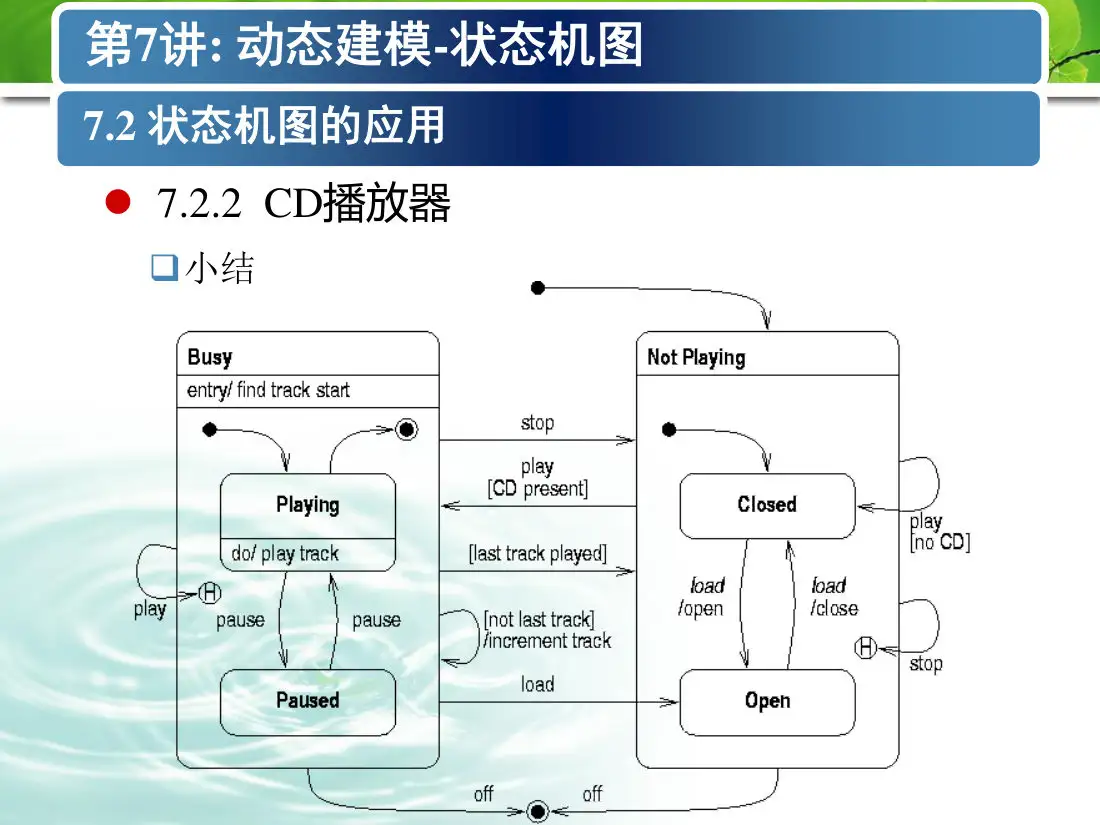 第7讲: 动态建模-状态机图
7.2 状态机图的应用
7.2.2 CD播放器
小结
Busy
entry/ find track start
Playing
do/ play track
play
H
pause
pause
Paused
stop
play
[CD present]
[last track played]
[not last track]
/increment track
load
Not Playing
Closed
play
[no CD]
load
/open
load
/close
H
stop
Open
off
off